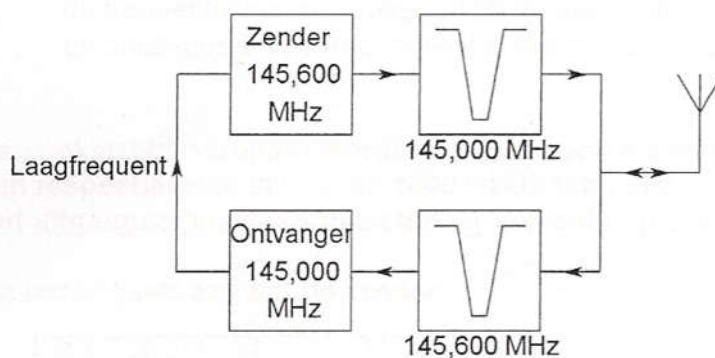 Zender
145,600
MHz
145,000 MHz
Laagfrequent
Ontvanger
145,000
MHz
145,600 MHz